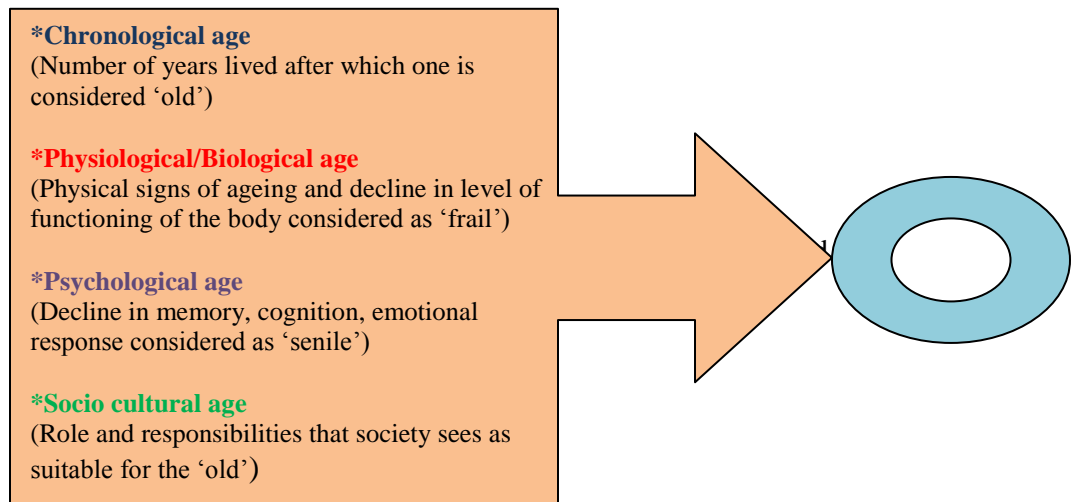 *Chronological age
(Number of years lived after which one is
considered ‘old’)
*Physiological/Biological age
(Physical signs of ageing and decline in level of
functioning of the body considered as ‘frail’)
*Psychological age
(Decline in memory, cognition, emotional
response considered as ‘senile’)
*Socio cultural age
(Role and responsibilities that society sees as
suitable for the ‘old’)